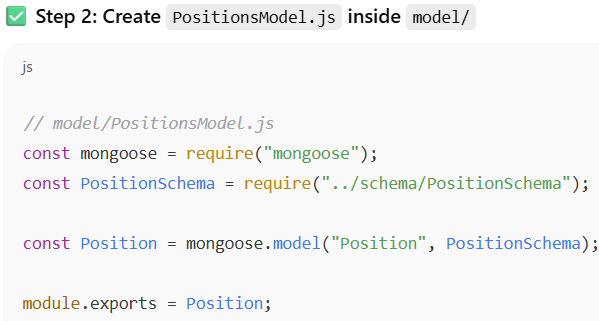 ✅ Step 2: Create PositionsModel.js inside model/
js
// model/PositionsModel.js
const mongoose = require("mongoose");
const PositionSchema = require("../schema/PositionSchema");
const Position = mongoose.model("Position", PositionSchema);
module.exports = Position;